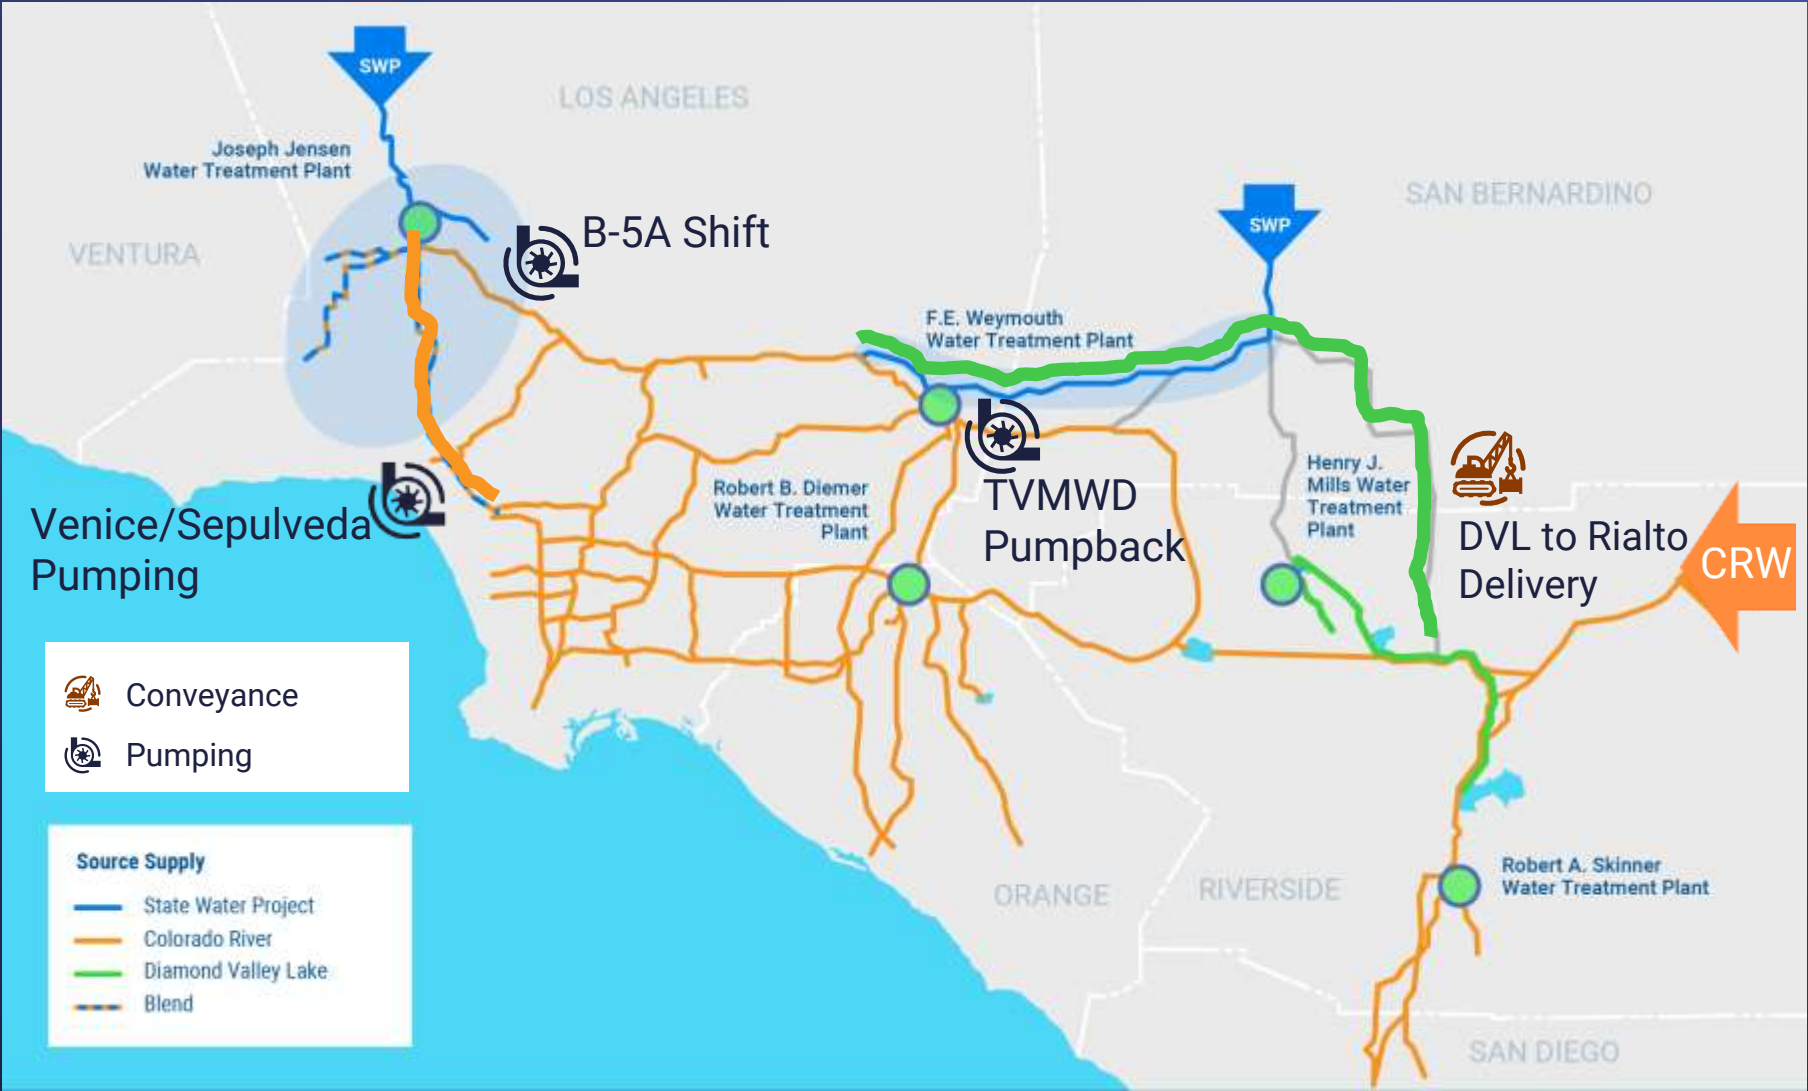 SWP
LOS ANGELES
Joseph Jensen
Water Treatment Plant
SAN BERNARDINO
SWP
B-5A Shift
VENTURA
F.E. Weymouth
Water Treatment Plant
Henry J.
Mills Water
Treatment
Plant
Robert B. Diemer
Water Treatment
Plant
TVMWD
Pumpback
Venice/Sepulveda
Pumping
DVL to Rialto
Delivery
CRW
Conveyance
Pumping
Source Supply
State Water Project
Colorado River
Diamond Valley Lake
Blend
ORANGE
RIVERSIDE
Robert A. Skinner
Water Treatment Plant
SAN DIEGO